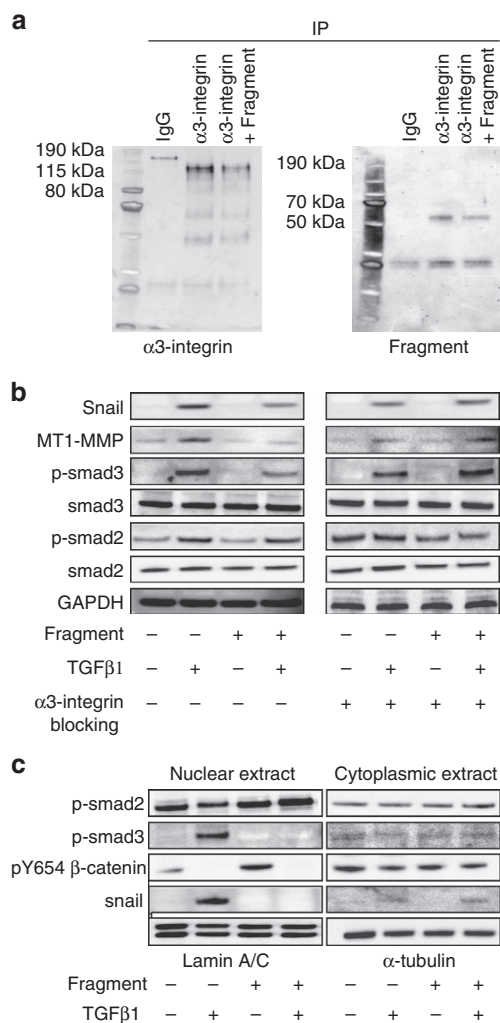 a
IP
IgG
α3-integrin
α3-integrin
+ Fragment
IgG
α3-integrin
α3-integrin
+ Fragment
190 kDa
115 kDa
80 kDa
190 kDa
70 kDa
50 kDa
α3-integrin
Fragment
b
Snail
MT1-MMP
p-smad3
smad3
p-smad2
smad2
GAPDH
Fragment – – + + – – + +
TGFβ1 – + – + – + – +
α3-integrin – – – – + + + +
blocking
c
Nuclear extract Cytoplasmic extract
p-smad2
p-smad3
pY654 β-catenin
snail
Lamin A/C α-tubulin
Fragment – – + + – – + +
TGFβ1 – + – + – + – +